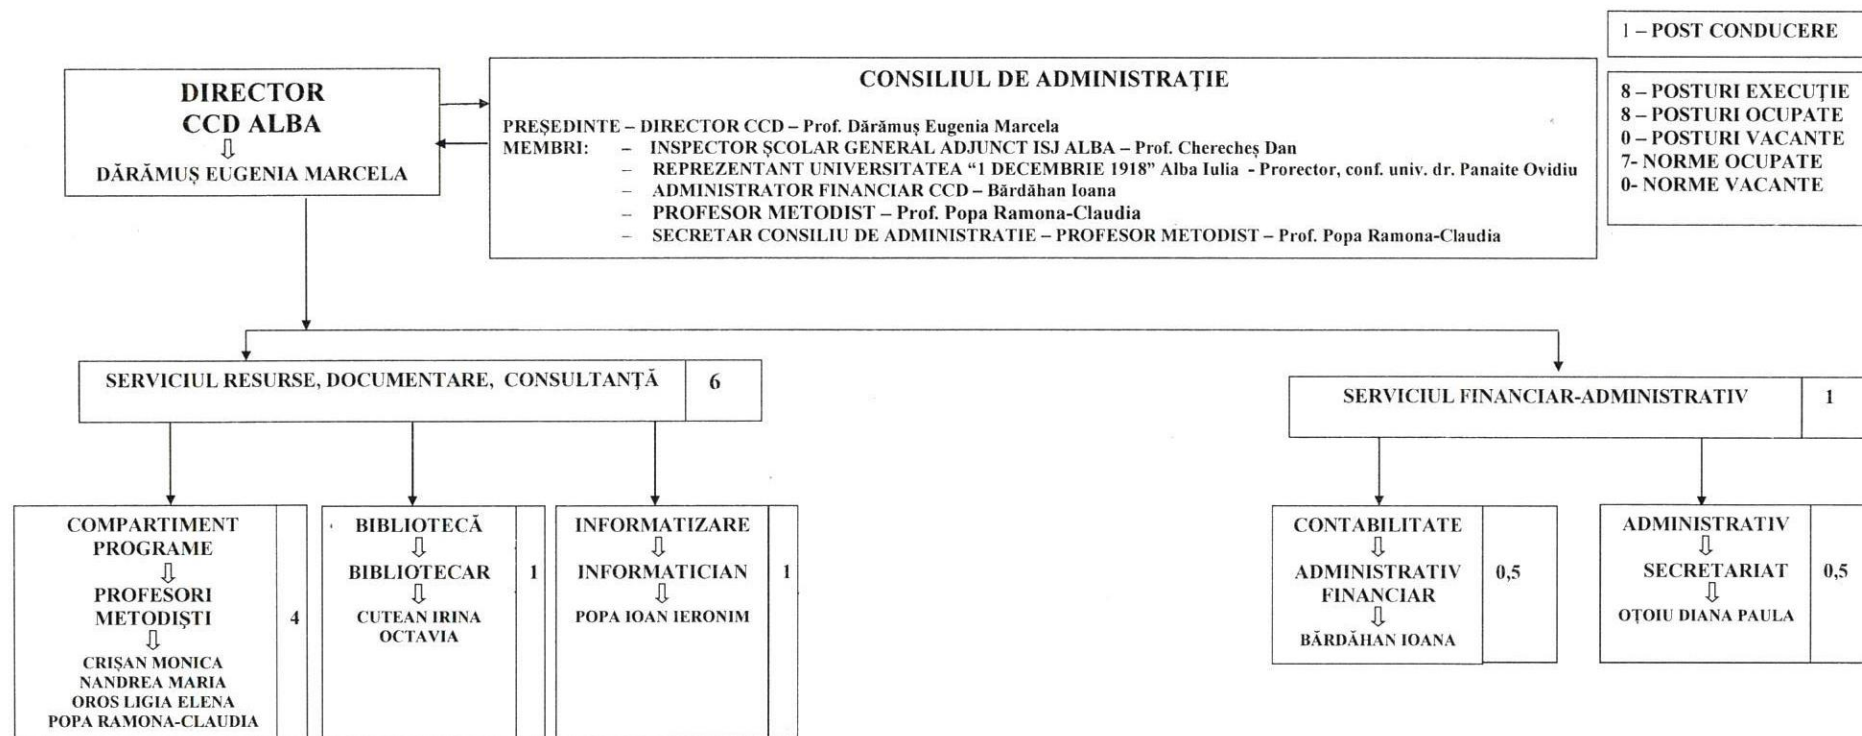 1 – POST CONDUCERE
DIRECTOR
CCD ALBA
DĂRĂMUȘ EUGENIA MARCELA
CONSILIUL DE ADMINISTRAȚIE
PREȘEDINTE – DIRECTOR CCD – Prof. Dărămuș Eugenia Marcela
MEMBRI: – INSPECTOR ȘCOLAR GENERAL ADJUNCT ISJ ALBA – Prof. Cherecheș Dan
– REPREZENTANT UNIVERSITATEA “1 DECEMBRIE 1918” Alba Iulia - Prorector, conf. univ. dr. Panaite Ovidiu
– ADMINISTRATOR FINANCIAR CCD – Bărdăhan Ioana
– PROFESOR METODIST – Prof. Popa Ramona-Claudia
– SECRETAR CONSILIU DE ADMINISTRATIE – PROFESOR METODIST – Prof. Popa Ramona-Claudia
8 – POSTURI EXECUȚIE
8 – POSTURI OCUPATE
0 – POSTURI VACANTE
7- NORME OCUPATE
0- NORME VACANTE
SERVICIUL RESURSE, DOCUMENTARE, CONSULTANȚĂ 6
SERVICIUL FINANCIAR-ADMINISTRATIV 1
COMPARTIMENT
PROGRAME
PROFESORI
METODIȘTI
4
CRIȘAN MONICA
NANDREA MARIA
OROS LIGIA ELENA
POPA RAMONA-CLAUDIA
BIBLIOTECĂ
BIBLIOTECAR 1
CUTEAN IRINA
OCTAVIA
INFORMATIZARE
INFORMATICIAN 1
POPA IOAN IERONIM
CONTABILITATE
ADMINISTRATIV 0,5
FINANCIAR
BĂRDĂHAN IOANA
ADMINISTRATIV
SECRETARIAT 0,5
OȚOIU DIANA PAULA